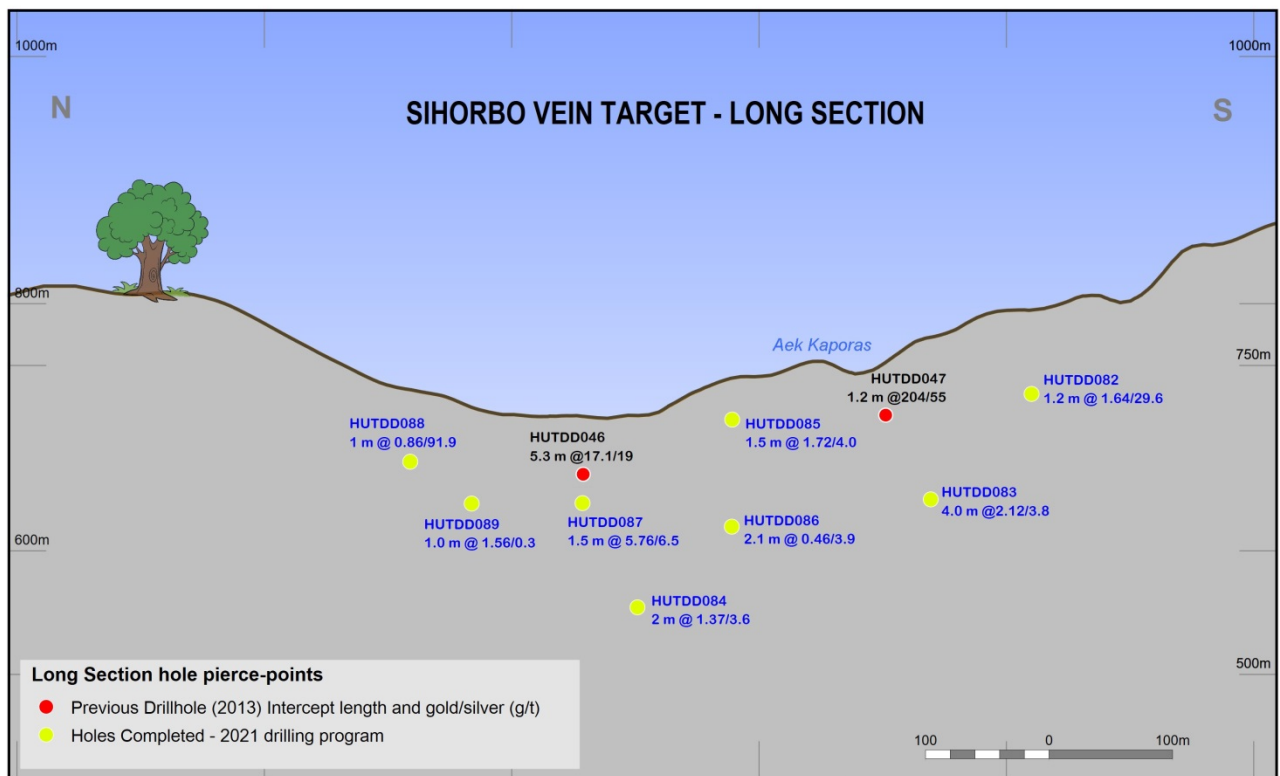 1000m
1000m
N
SIHORBO VEIN TARGET - LONG SECTION
S
800m
Aek Kaporas
750m
HUTDD047
1.2 m @204/55
HUTDD082
1.2 m @ 1.64/29.6
HUTDD088
1 m @ 0.86/91.9
HUTDD046
5.3 m @17.1/19
HUTDD085
1.5 m @ 1.72/4.0
HUTDD083
4.0 m @2.12/3.8
HUTDD089
1.0 m @ 1.56/0.3
HUTDD087
1.5 m @ 5.76/6.5
HUTDD086
2.1 m @ 0.46/3.9
600m
HUTDD084
2 m @ 1.37/3.6
500m
Long Section hole pierce-points
Previous Drillhole (2013) Intercept length and gold/silver (g/t)
Holes Completed - 2021 drilling program
100 0 100m